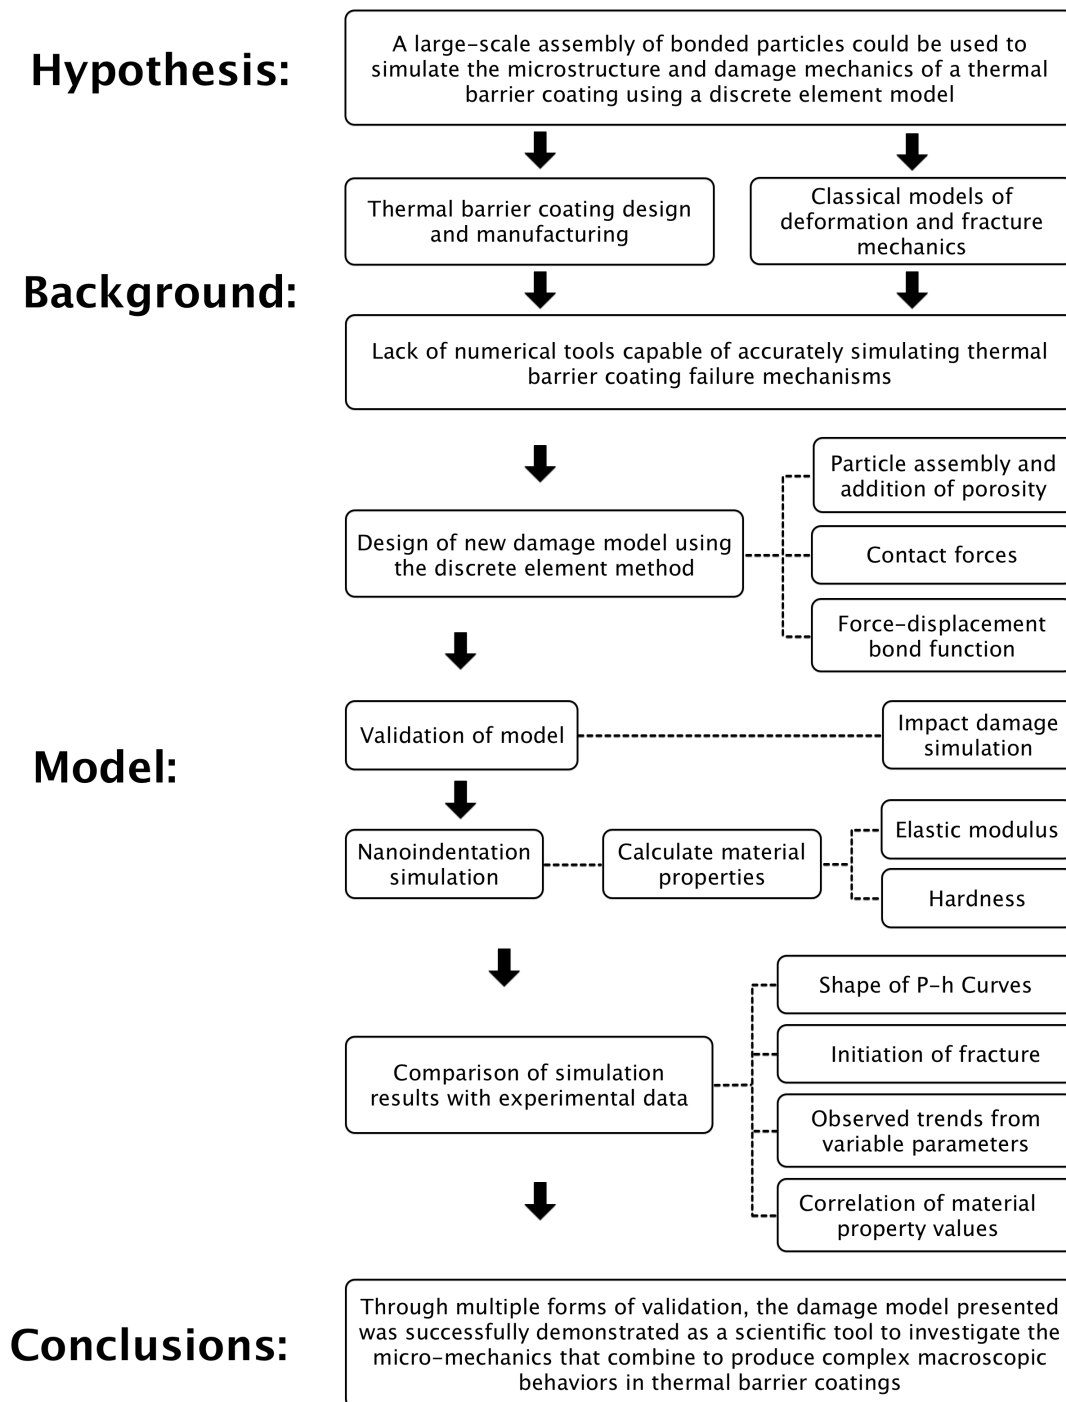 Hypothesis:
A large-scale assembly of bonded particles could be used to
simulate the microstructure and damage mechanics of a thermal
barrier coating using a discrete element model
Thermal barrier coating design
and manufacturing
Classical models of
deformation and fracture
mechanics
Background:
Lack of numerical tools capable of accurately simulating thermal
barrier coating failure mechanisms
Design of new damage model using
the discrete element method
Particle assembly and
addition of porosity
Contact forces
Force-displacement
bond function
Model:
Validation of model
Impact damage
simulation
Nanoindentation
simulation
Calculate material
properties
Elastic modulus
Hardness
Comparison of simulation
results with experimental data
Shape of P-h Curves
Initiation of fracture
Observed trends from
variable parameters
Correlation of material
property values
Conclusions:
Through multiple forms of validation, the damage model presented
was successfully demonstrated as a scientific tool to investigate the
micro-mechanics that combine to produce complex macroscopic
behaviors in thermal barrier coatings